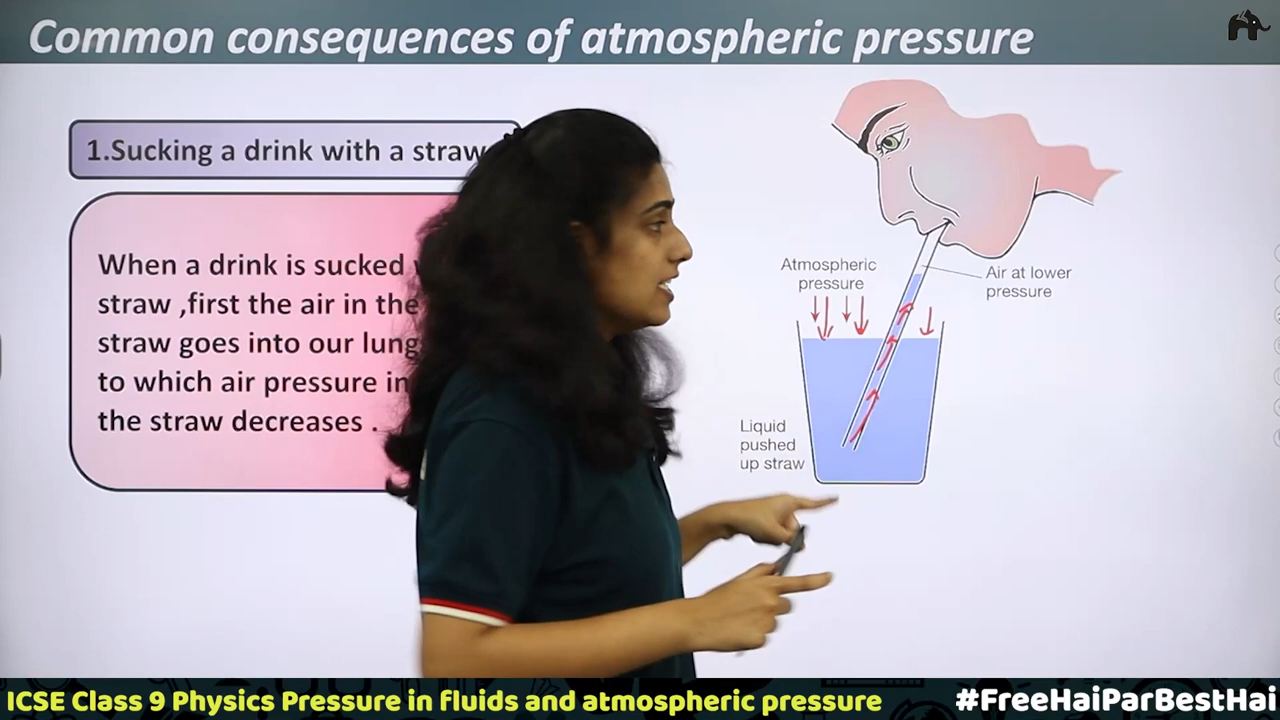 Common consequences of atmospheric pressure
1.Sucking a drink with a straw
When a drink is sucked
straw ,first the air in the
straw goes into our lung
to which air pressure in
the straw decreases .
Atmospheric
pressure
Air at lower
pressure
Liquid
pushed
up straw
ICSE Class 9 Physics Pressure in fluids and atmospheric pressure
#FreeHaiParBestHai